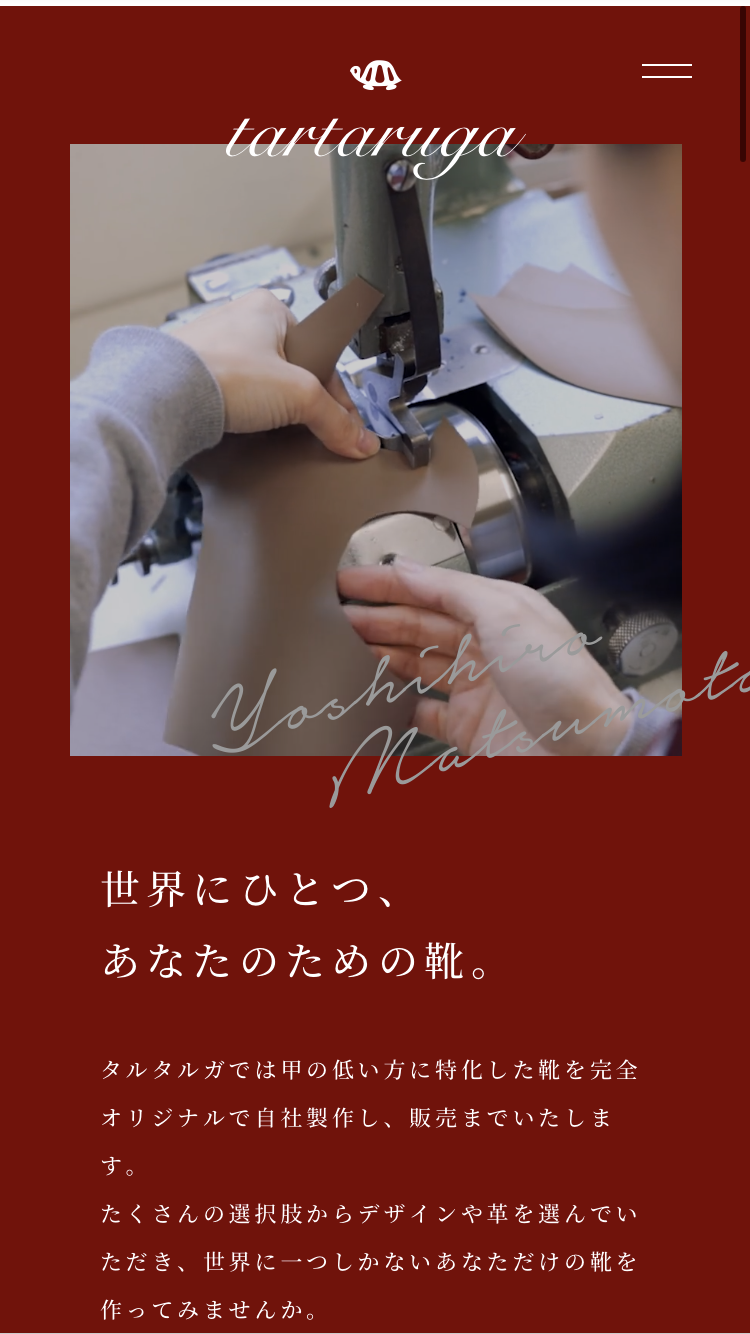 tartaruga
Yoshihiro
Matsumoto
世界にひとつ、
あなたのための靴。
タルタルガでは甲の低い方に特化した靴を完全
オリジナルで自社製作し、販売までいたしま
す。
たくさんの選択肢からデザインや革を選んでい
ただき、世界に一つしかないあなただけの靴を
作ってみませんか。